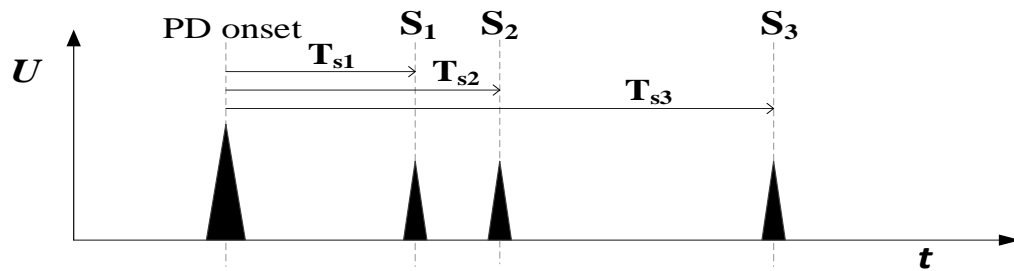 PD onset S₁ S₂ S₃
U
Tₛ₁
Tₛ₂
Tₛ₃
t